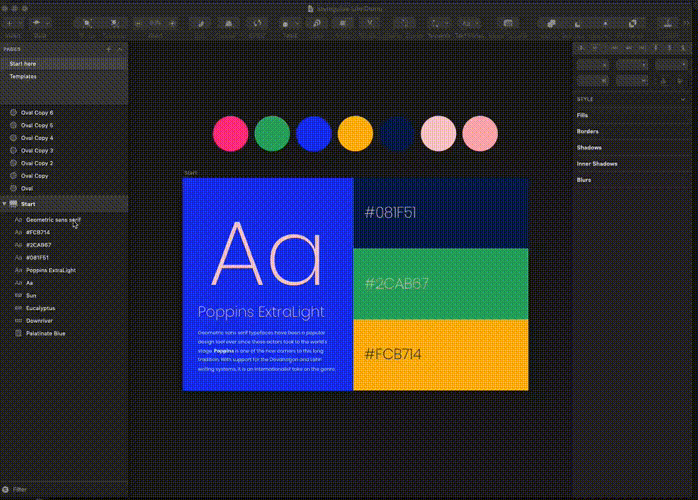 PAGES
Start here
Templates
Oval Copy 6
Oval Copy 5
Oval Copy 4
Oval Copy 3
Oval Copy 2
Oval Copy
Oval
Start
Geometric sans serif
#FCB714
#2CAB67
#081F51
Poppins ExtraLight
Aa
Sun
Eucalyptus
Downriver
Palatinate Blue
Filter
Start
Aa
Poppins ExtraLight
Geometric sans serif typefaces have been a popular
design tool ever since these actors took to the world's
stage. Poppins is one of the new comers to this long
tradition. With support for the Devanagari and Latin
writing systems, it is an internationalist take on the genre.
#081F51
#2CAB67
#FCB714
STYLE
Fills
Borders
Shadows
Inner Shadows
Blurs